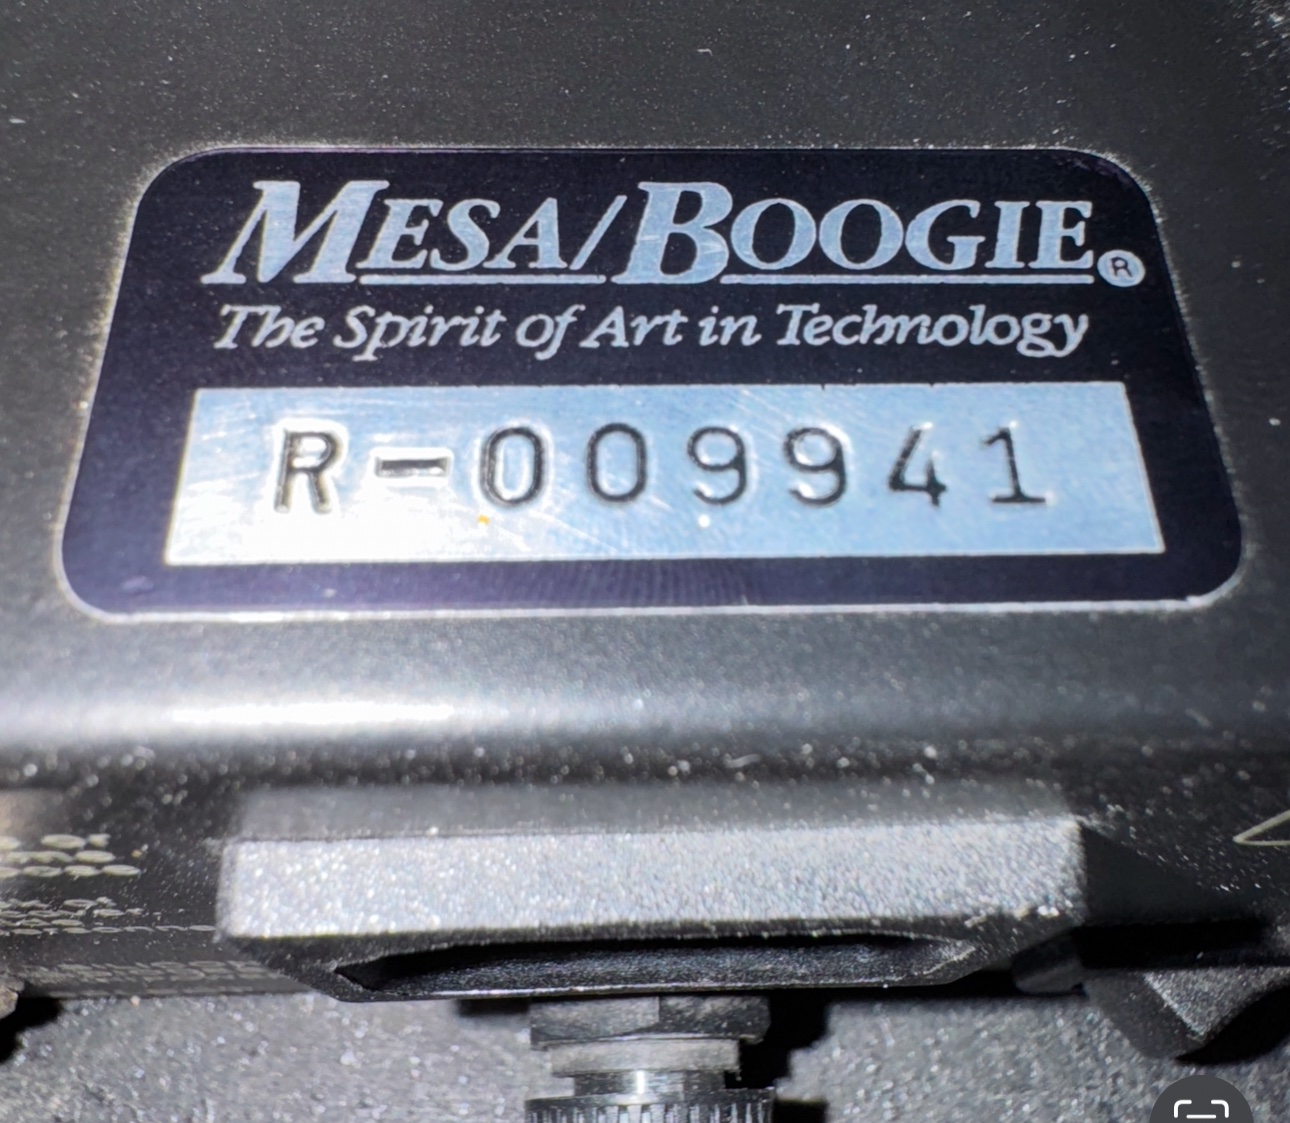 MESA/BOOGIE®
The Spirit of Art in Technology
R-009941